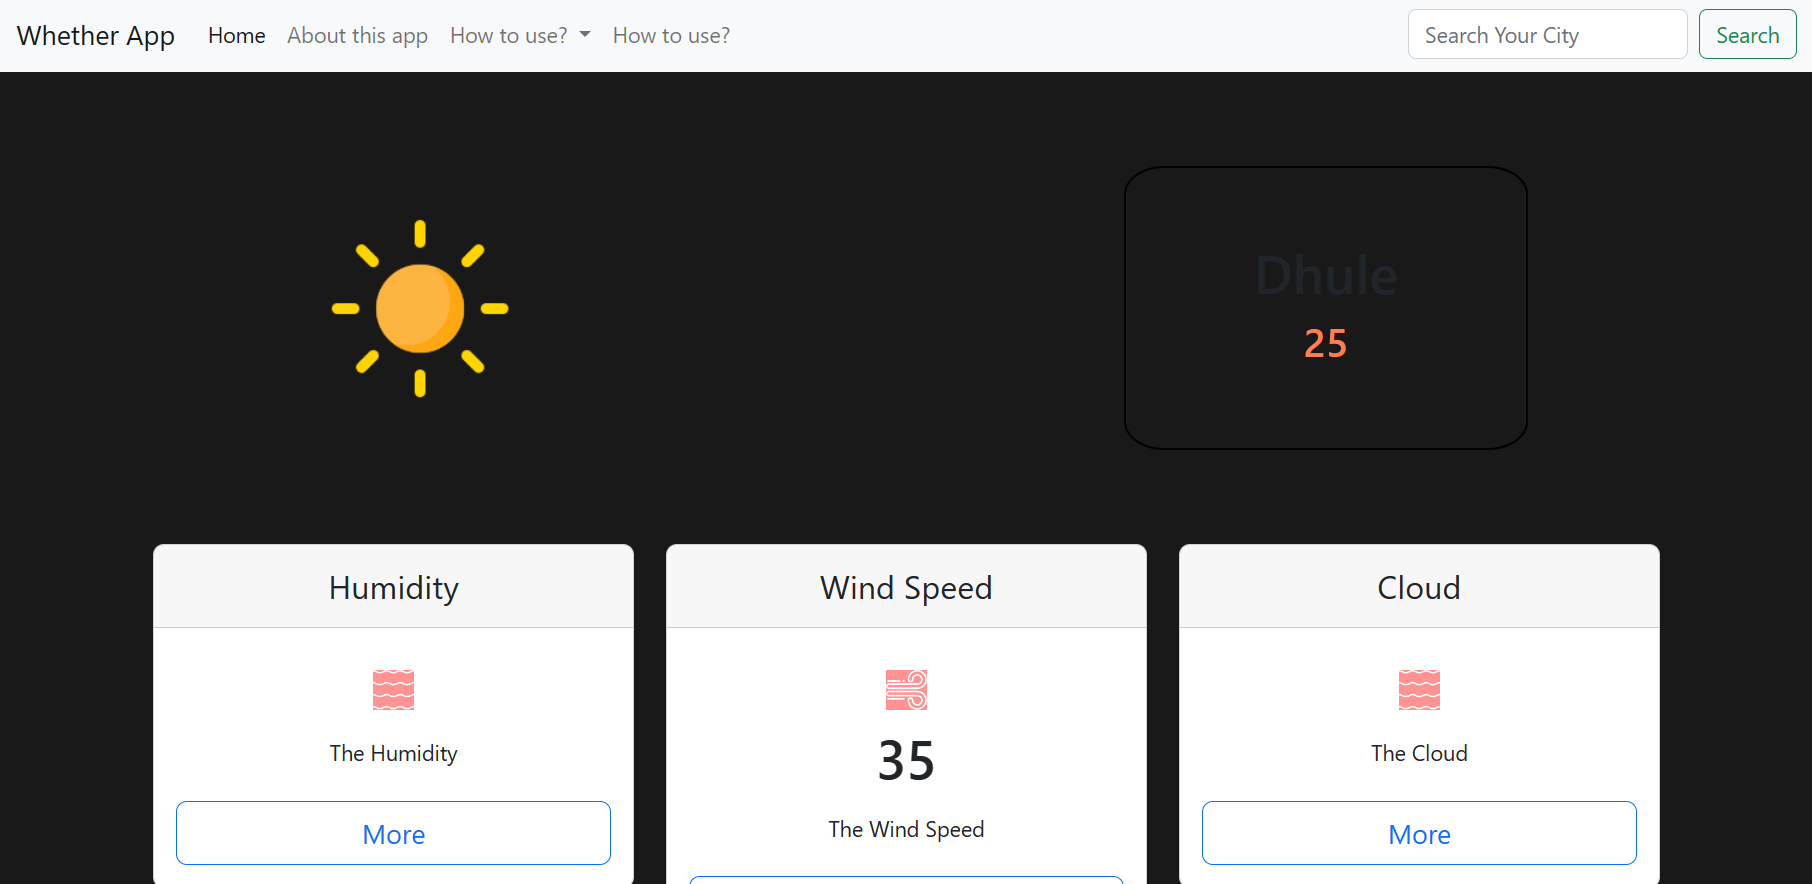 Whether App Home About this app How to use? How to use? Search Your City Search
Dhule
25
Humidity
The Humidity
More
Wind Speed
35
The Wind Speed
Cloud
The Cloud
More